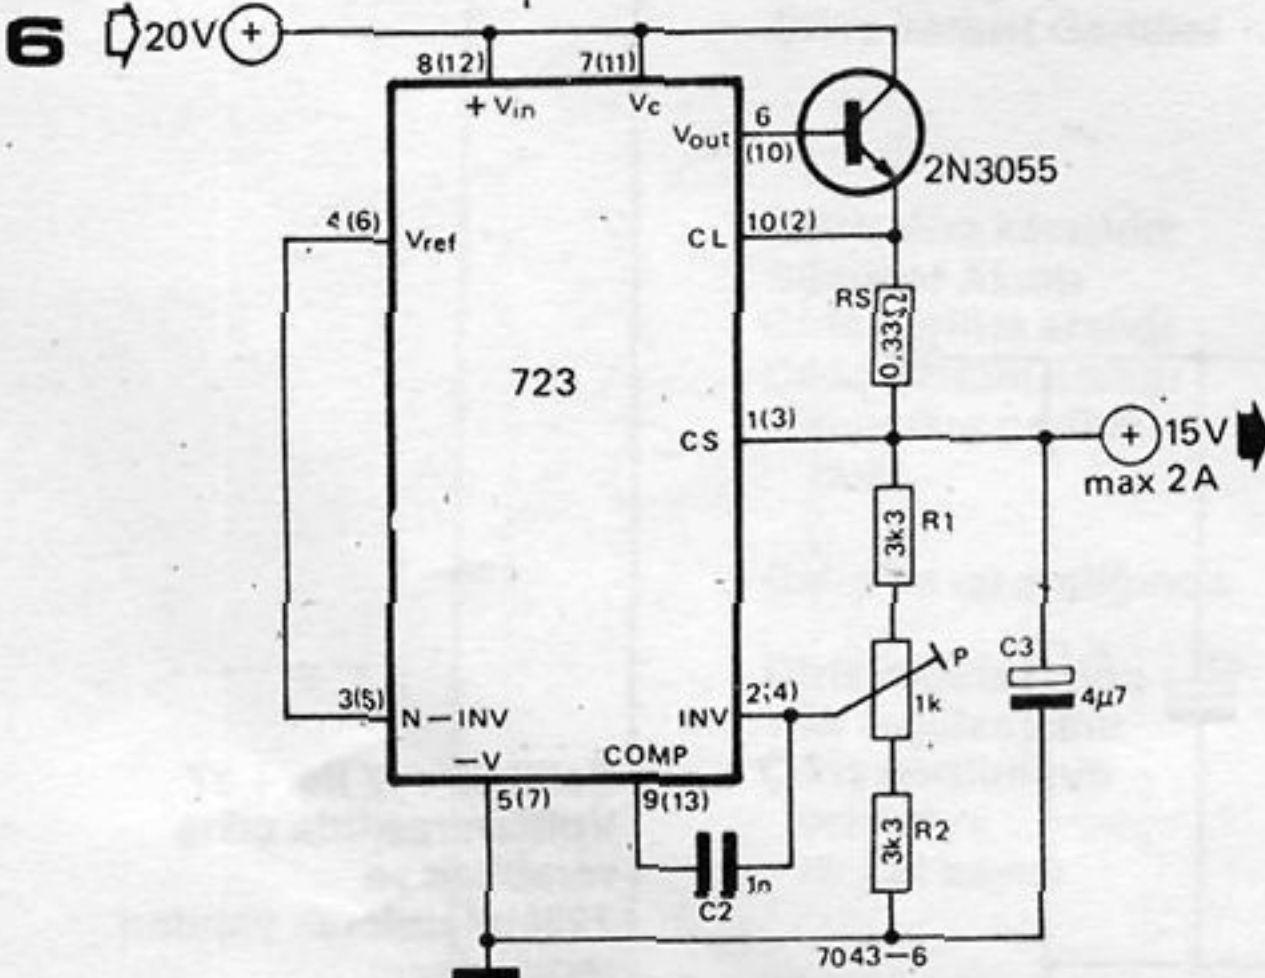 6
20V
+
8(12)
7(11)
+ Vin
Vc
Vout
6
(10)
2N3055
4(6)
Vref
CL
10(2)
RS
0.33Ω
723
CS
1(3)
+
15V
max 2A
3k3
R1
P
1k
C3
4µ7
3(5)
N-INV
INV
2(4)
-V
COMP
5(7)
9(13)
3k3
R2
1n
C2
7043-6